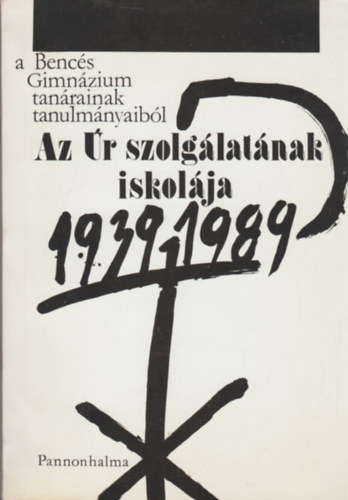 a Bencés
Gimnázium
tanárainak
tanulmányaiból
Az Úr szolgálatának
iskolája
1939-1989
Pannonhalma